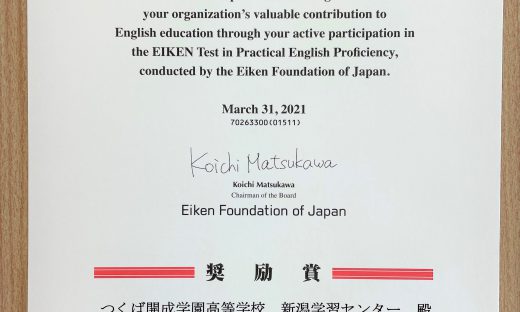 your organization's valuable contribution to
English education through your active participation in
the EIKEN Test in Practical English Proficiency,
conducted by the Eiken Foundation of Japan.
March 31, 2021
70263300(01511)
Koichi Matsukawa
Koichi Matsukawa
Chairman of the Board
Eiken Foundation of Japan
奨励賞
つくば開成学園高等学校 新潟学習センター 殿